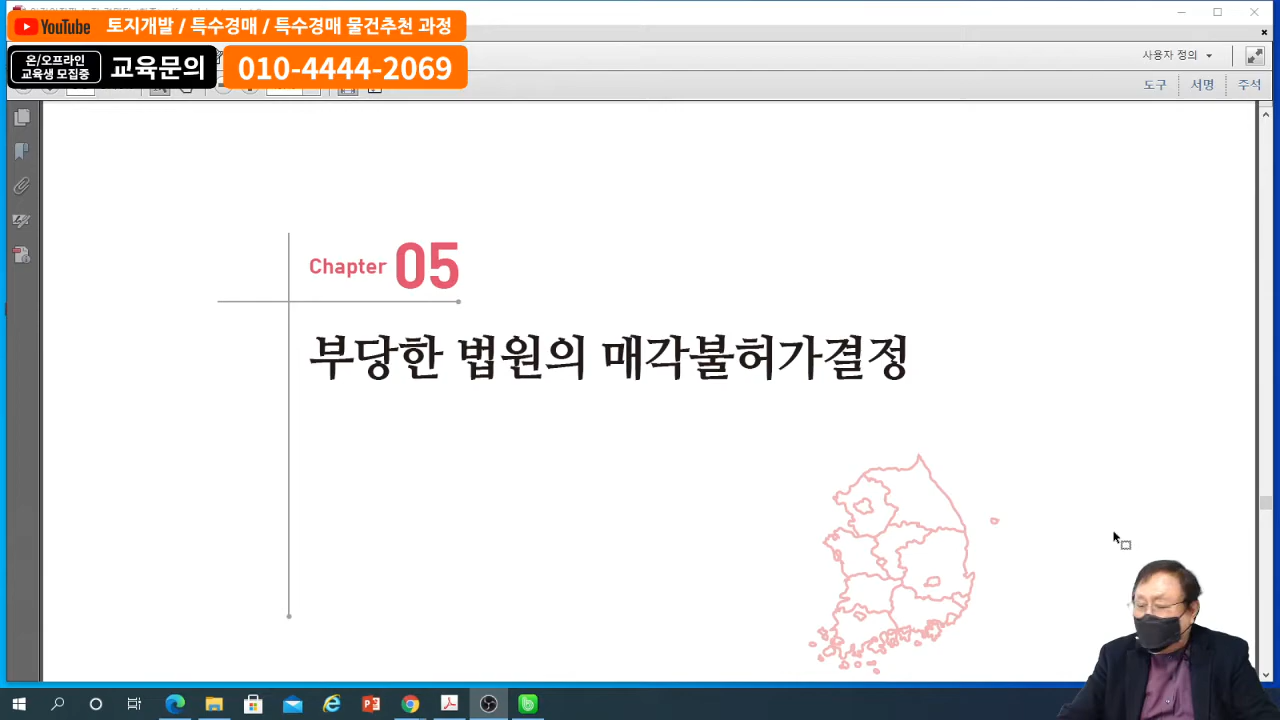 YouTube 토지개발 / 특수경매 / 특수경매 물건추천 과정
온/오프라인
교육생 모집중
교육문의
010-4444-2069
사용자 정의
도구
서명
주석
Chapter 05
부당한 법원의 매각불허가결정